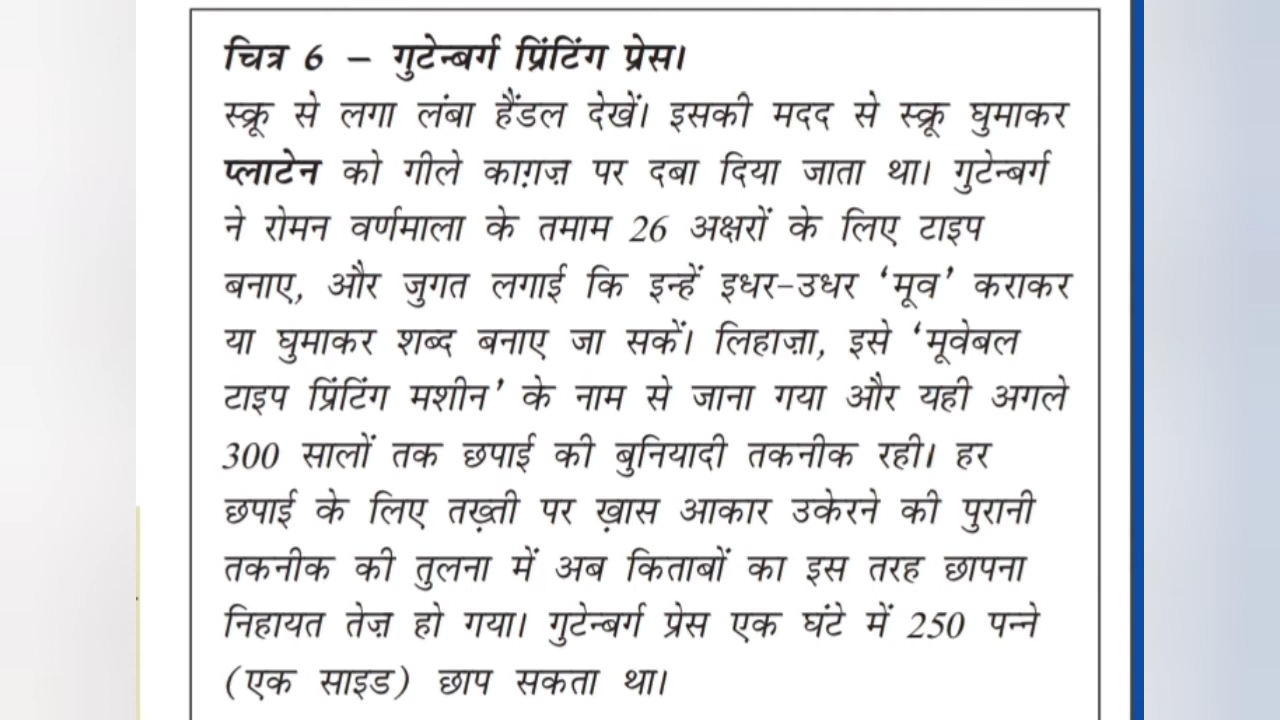 चित्र 6 – गुटेन्बर्ग प्रिंटिंग प्रेस।
स्क्रू से लगा लंबा हैंडल देखें। इसकी मदद से स्क्रू घुमाकर
प्लाटेन को गीले काग़ज़ पर दबा दिया जाता था। गुटेन्बर्ग
ने रोमन वर्णमाला के तमाम 26 अक्षरों के लिए टाइप
बनाए, और जुगत लगाई कि इन्हें इधर-उधर ‘मूव’ कराकर
या घुमाकर शब्द बनाए जा सकें। लिहाज़ा, इसे ‘मूवेबल
टाइप प्रिंटिंग मशीन’ के नाम से जाना गया और यही अगले
300 सालों तक छपाई की बुनियादी तकनीक रही। हर
छपाई के लिए तख़्ती पर ख़ास आकार उकेरने की पुरानी
तकनीक की तुलना में अब किताबों का इस तरह छापना
निहायत तेज़ हो गया। गुटेन्बर्ग प्रेस एक घंटे में 250 पन्ने
(एक साइड) छाप सकता था।